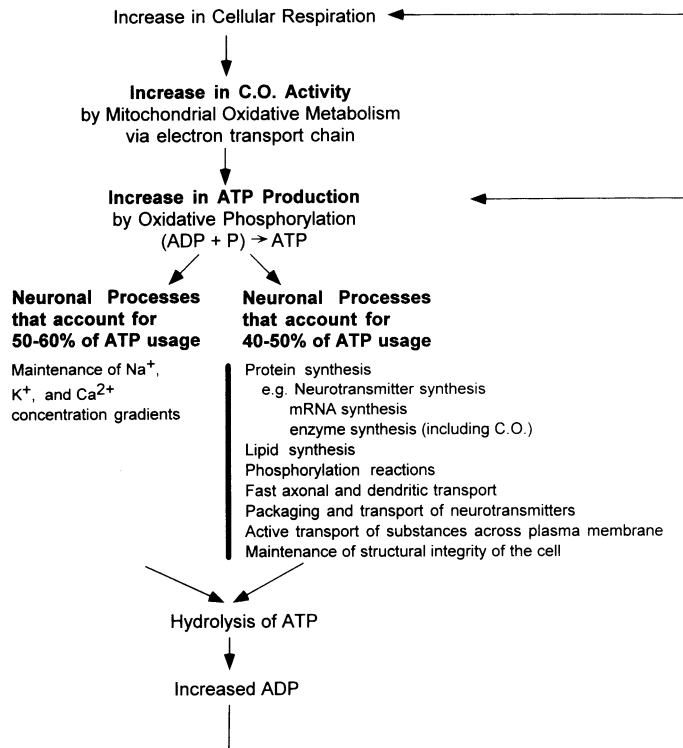 Increase in Cellular Respiration
Increase in C.O. Activity
by Mitochondrial Oxidative Metabolism
via electron transport chain
Increase in ATP Production
by Oxidative Phosphorylation
(ADP + P) → ATP
Neuronal Processes
that account for
50-60% of ATP usage
Maintenance of Na⁺,
K⁺, and Ca²⁺
concentration gradients
Neuronal Processes
that account for
40-50% of ATP usage
Protein synthesis
e.g. Neurotransmitter synthesis
mRNA synthesis
enzyme synthesis (including C.O.)
Lipid synthesis
Phosphorylation reactions
Fast axonal and dendritic transport
Packaging and transport of neurotransmitters
Active transport of substances across plasma membrane
Maintenance of structural integrity of the cell
Hydrolysis of ATP
Increased ADP